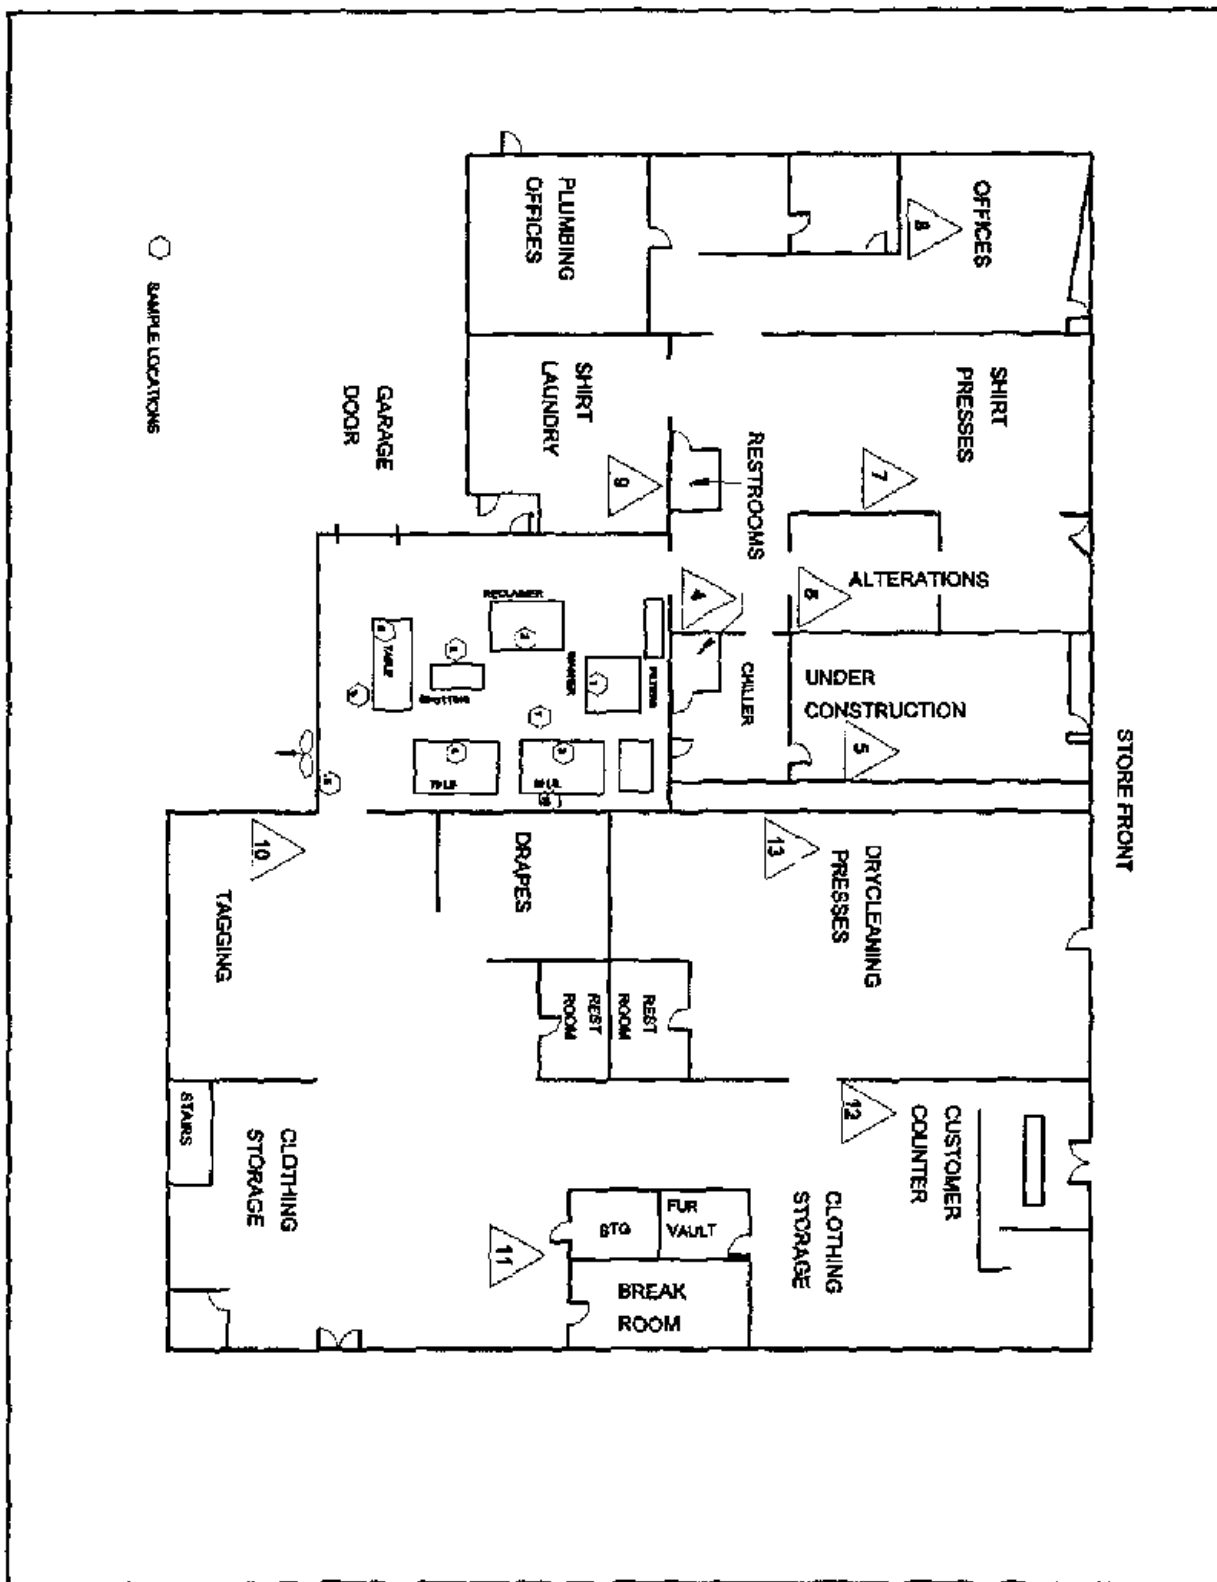 PLUMBING
OFFICES
OFFICES
8
SAMPLE LOCATIONS
GARAGE
DOOR
SHIRT
LAUNDRY
9
RESTROOMS
SHIRT
PRESSES
7
ALTERATIONS
4
6
RECLAIMER
TABLE
WASHER
FILTERS
SPOTTING
CHILLER
UNDER
CONSTRUCTION
5
STORE FRONT
10
TAGGING
DRAPES
13
DRYCLEANING
PRESSES
REST
ROOM
REST
ROOM
STAIRS
CLOTHING
STORAGE
12
CUSTOMER
COUNTER
11
STG
FUR
VAULT
CLOTHING
STORAGE
BREAK
ROOM